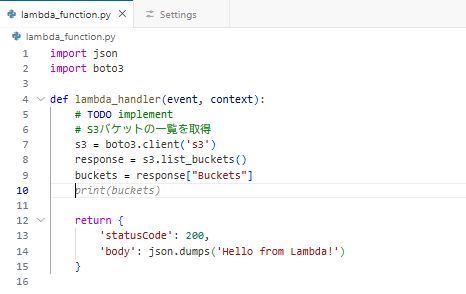 lambda_function.py × Settings
lambda_function.py
1 import json
2 import boto3
3
4 def lambda_handler(event, context):
5     # TODO implement
6     # S3バケットの一覧を取得
7     s3 = boto3.client('s3')
8     response = s3.list_buckets()
9     buckets = response["Buckets"]
10     print(buckets)
11
12     return {
13         'statusCode': 200,
14         'body': json.dumps('Hello from Lambda!')
15     }
16